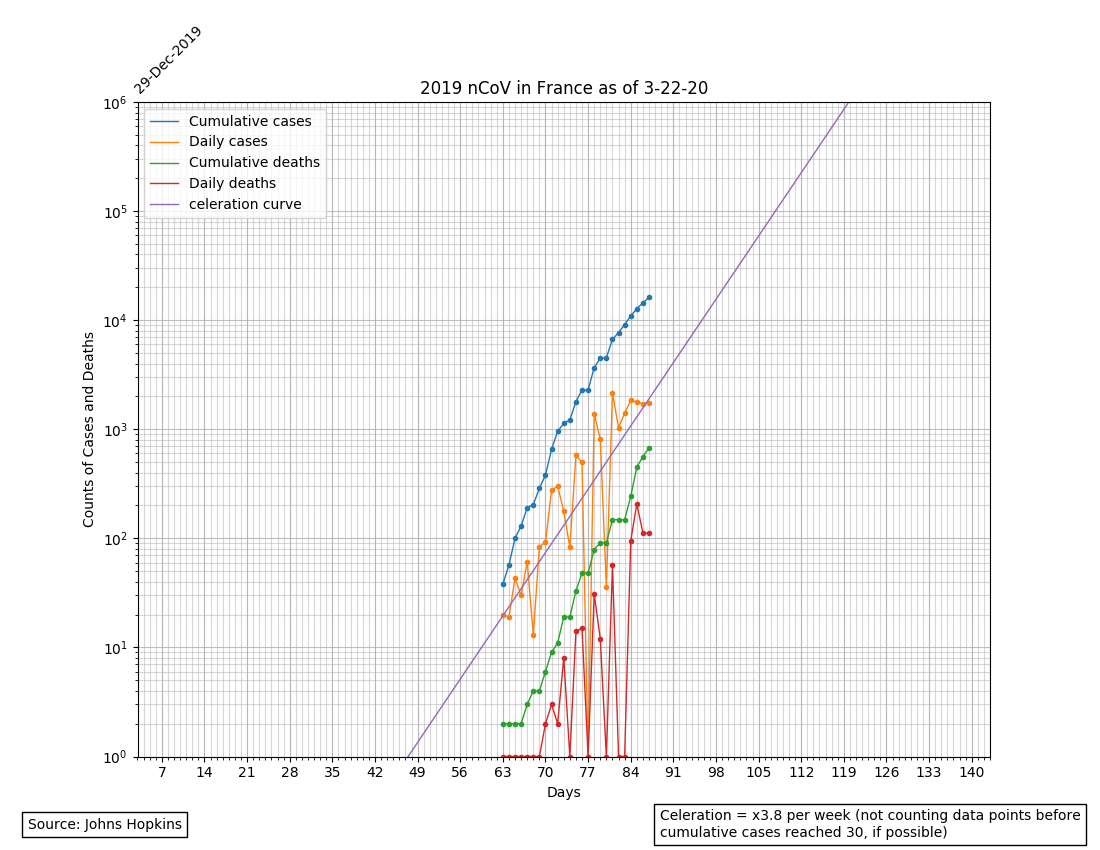 29-Dec-2019
2019 nCoV in France as of 3-22-20
10^6
10^5
10^4
10^3
10^2
10^1
10^0
Counts of Cases and Deaths
Cumulative cases
Daily cases
Cumulative deaths
Daily deaths
celeration curve
7 14 21 28 35 42 49 56 63 70 77 84 91 98 105 112 119 126 133 140
Days
Source: Johns Hopkins
Celeration = x3.8 per week (not counting data points before
cumulative cases reached 30, if possible)